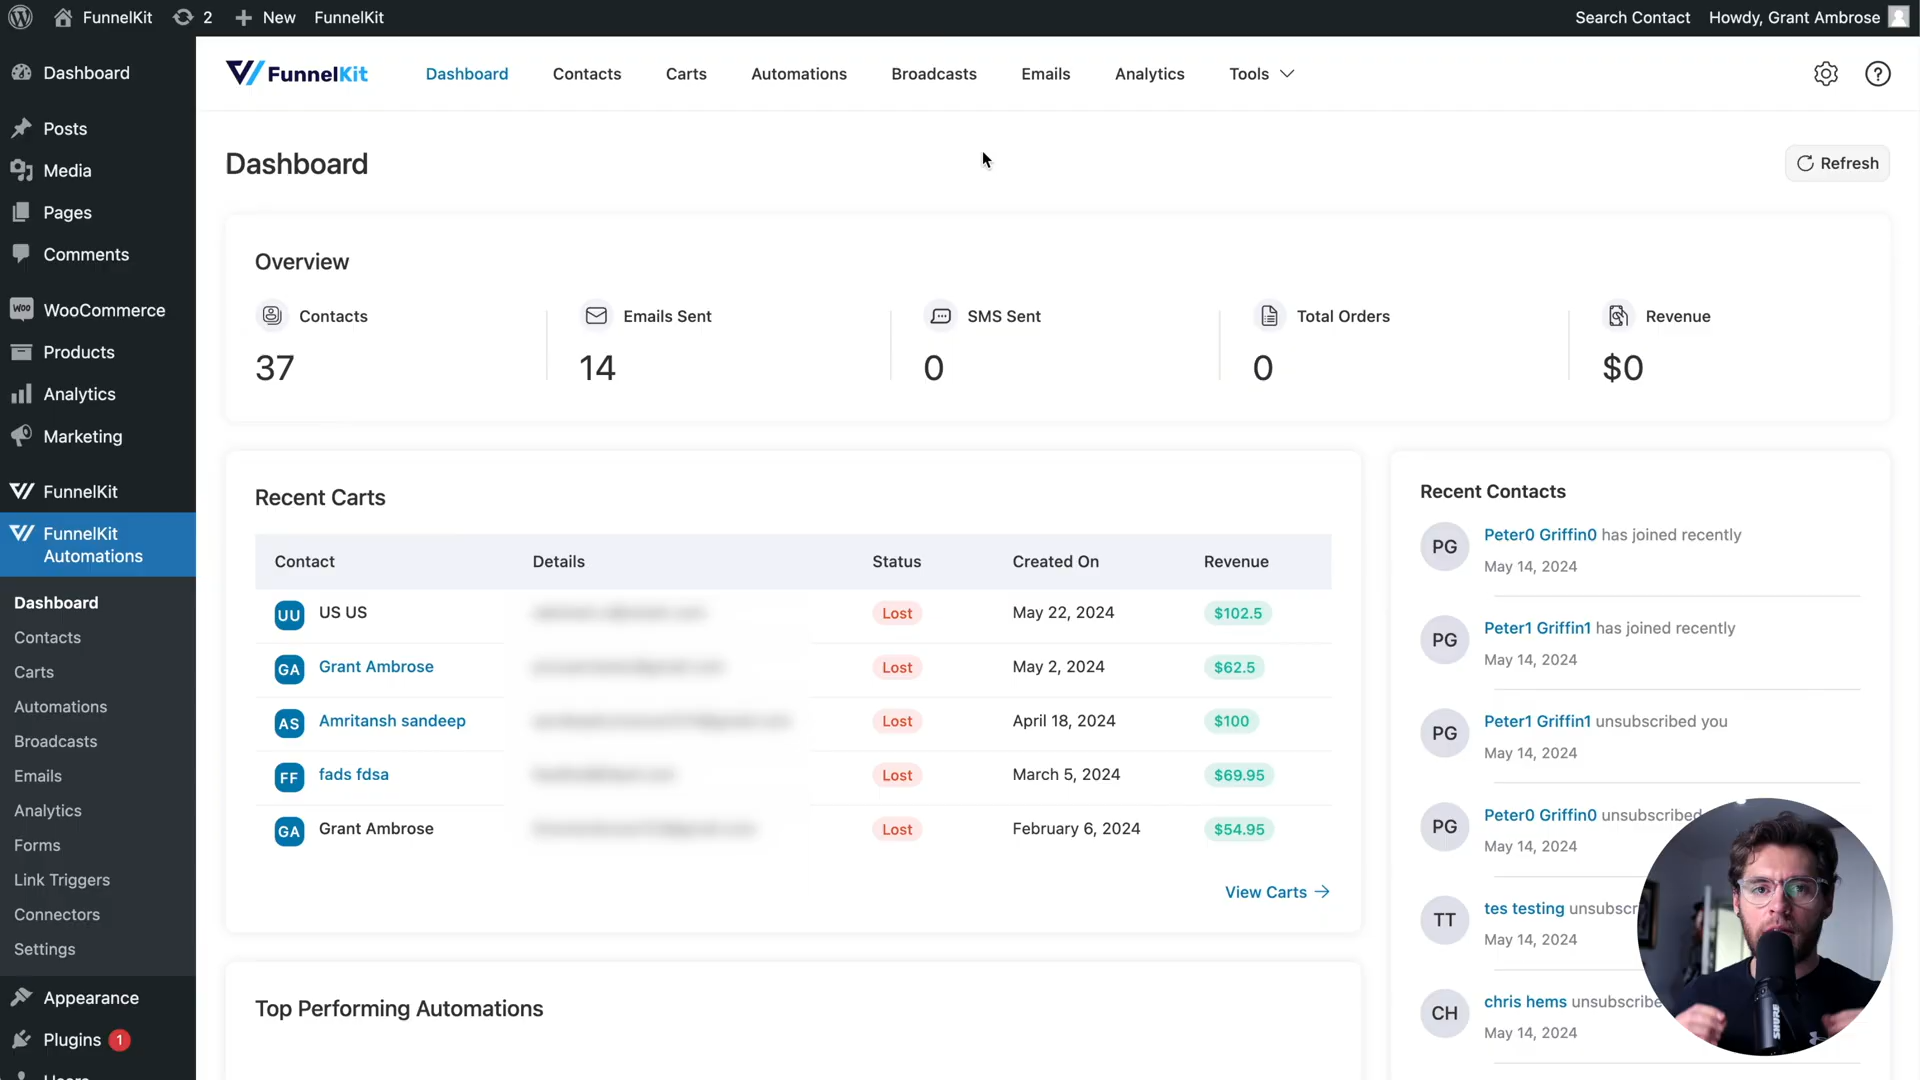 FunnelKit
2
New
FunnelKit
Search Contact
Howdy, Grant Ambrose
Dashboard
Posts
Media
Pages
Comments
WooCommerce
Products
Analytics
Marketing
FunnelKit
FunnelKit
Automations
Dashboard
Contacts
Carts
Automations
Broadcasts
Emails
Analytics
Forms
Link Triggers
Connectors
Settings
Appearance
Plugins 1
FunnelKit
Dashboard
Contacts
Carts
Automations
Broadcasts
Emails
Analytics
Tools
Dashboard
Refresh
Overview
Contacts
37
Emails Sent
14
SMS Sent
0
Total Orders
0
Revenue
$0
Recent Carts
Contact Details Status Created On Revenue
UU US US Lost May 22, 2024 $102.5
GA Grant Ambrose Lost May 2, 2024 $62.5
AS Amritansh sandeep Lost April 18, 2024 $100
FF fads fdsa Lost March 5, 2024 $69.95
GA Grant Ambrose Lost February 6, 2024 $54.95
View Carts
Top Performing Automations
Recent Contacts
PG Peter0 Griffin0 has joined recently
May 14, 2024
PG Peter1 Griffin1 has joined recently
May 14, 2024
PG Peter1 Griffin1 unsubscribed you
May 14, 2024
PG Peter0 Griffin0 unsubscribed
May 14, 2024
TT tes testing unsubscr
May 14, 2024
CH chris hems unsubscribe
May 14, 2024
SHURE